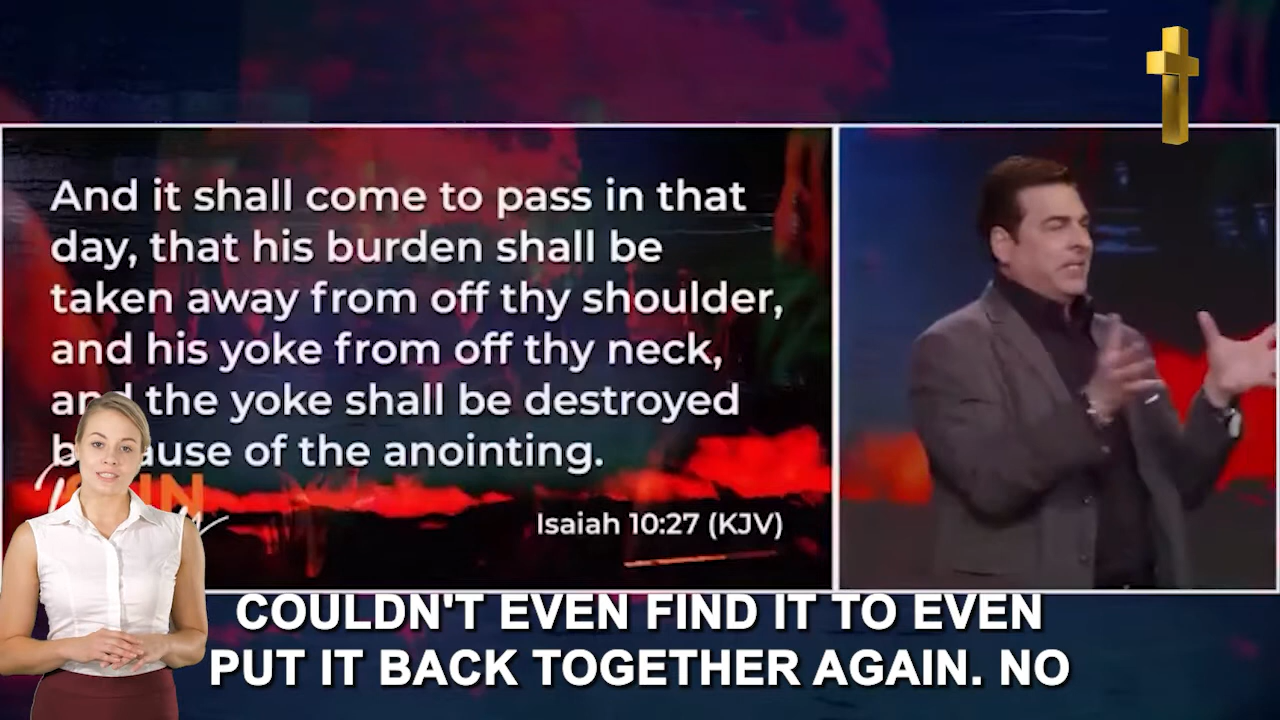 And it shall come to pass in that
day, that his burden shall be
taken away from off thy shoulder,
and his yoke from off thy neck,
and the yoke shall be destroyed
because of the anointing.
Isaiah 10:27 (KJV)
COULDN'T EVEN FIND IT TO EVEN
PUT IT BACK TOGETHER AGAIN. NO